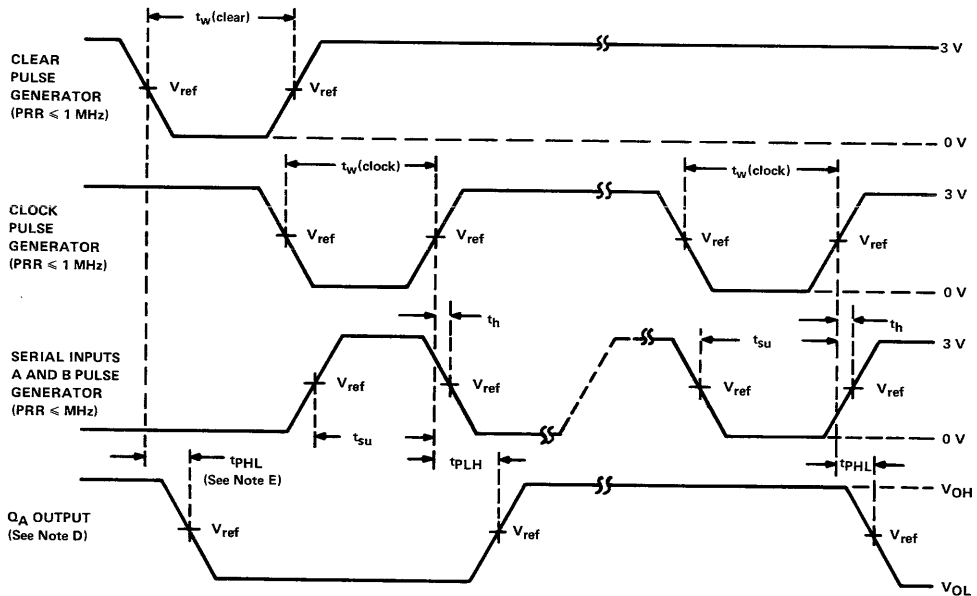 tw(clear)
CLEAR
PULSE
GENERATOR
(PRR ⩽ 1 MHz)
Vref
Vref
3 V
0 V
tw(clock)
tw(clock)
CLOCK
PULSE
GENERATOR
(PRR ⩽ 1 MHz)
Vref
Vref
Vref
Vref
3 V
0 V
th
th
SERIAL INPUTS
A AND B PULSE
GENERATOR
(PRR ⩽ MHz)
Vref
Vref
tsu
Vref
Vref
3 V
tsu
0 V
tPHL
(See Note E)
tPLH
tPHL
VOH
QA OUTPUT
(See Note D)
Vref
Vref
Vref
VOL